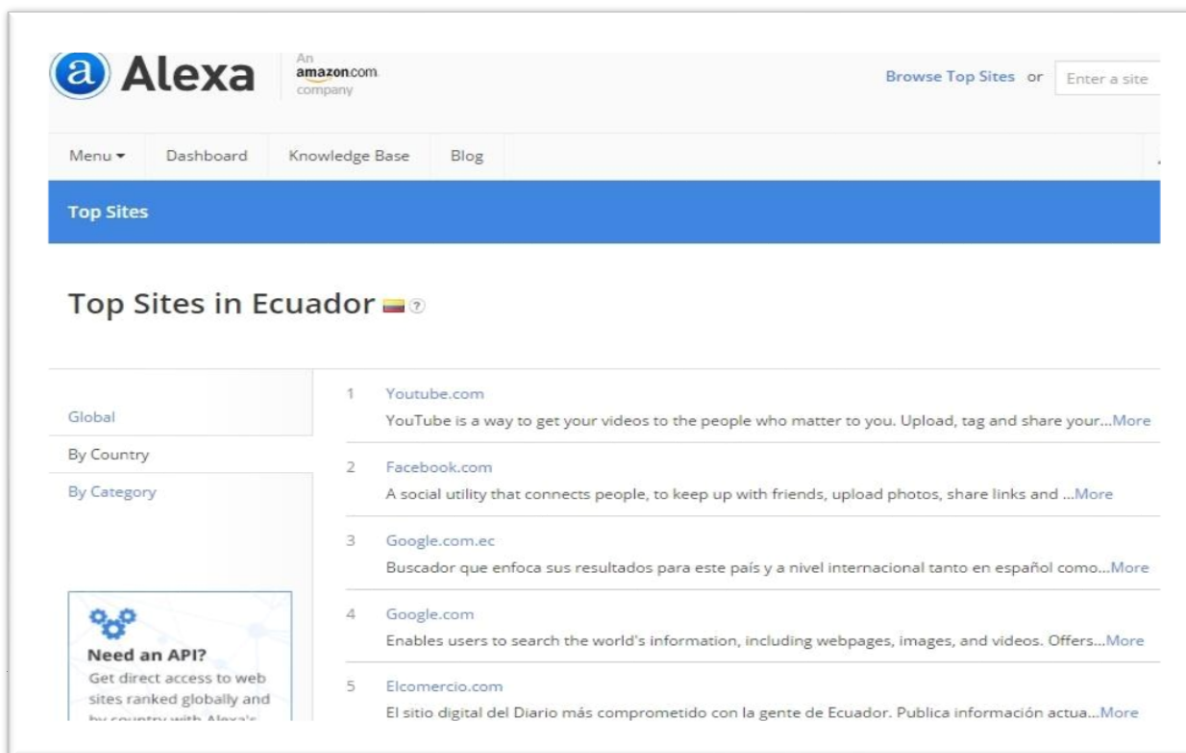 a Alexa
An
amazon.com
company
Browse Top Sites or Enter a site
Menu Dashboard Knowledge Base Blog
Top Sites
Top Sites in Ecuador ?
Global
By Country
By Category
Need an API?
Get direct access to web
sites ranked globally and
by country with Alexa's
1 Youtube.com
YouTube is a way to get your videos to the people who matter to you. Upload, tag and share your...More
2 Facebook.com
A social utility that connects people, to keep up with friends, upload photos, share links and ...More
3 Google.com.ec
Buscador que enfoca sus resultados para este país y a nivel internacional tanto en español como...More
4 Google.com
Enables users to search the world's information, including webpages, images, and videos. Offers...More
5 Elcomercio.com
El sitio digital del Diario más comprometido con la gente de Ecuador. Publica información actua...More